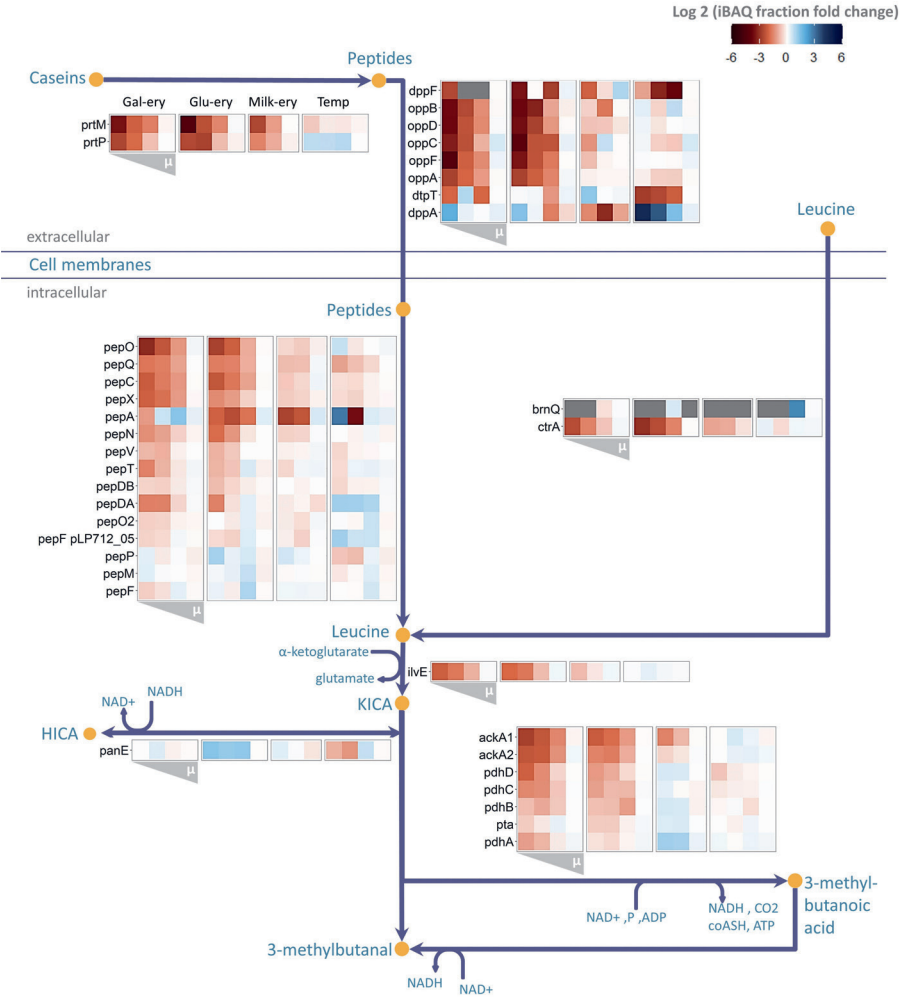 Log 2 (iBAQ fraction fold change)
-6 -3 0 3 6
Peptides
Caseins
Gal-ery Glu-ery Milk-ery Temp
prtM
prtP
μ
dppF
oppB
oppD
oppC
oppF
oppA
dtpT
dppA
μ
Leucine
extracellular
Cell membranes
intracellular
Peptides
pepO
pepQ
pepC
pepX
pepA
pepN
pepV
pepT
pepDB
pepDA
pepO2
pepF pLP712_05
pepP
pepM
pepF
μ
brnQ
ctrA
μ
Leucine
α-ketoglutarate
glutamate
ilvE
μ
KICA
NAD+ NADH
HICA
panE
μ
ackA1
ackA2
pdhD
pdhC
pdhB
pta
pdhA
μ
3-methyl-
butanoic
acid
NAD+ ,P ,ADP
NADH , CO2
coASH, ATP
3-methylbutanal
NADH
NAD+